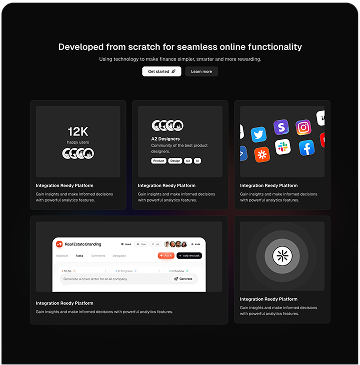 Developed from scratch for seamless online functionality
Using technology to make finance simpler, smarter and more rewarding.
Get started
Learn more
12K
happy users
A2 Designers
Community of the best product
designers.
Product
Design
Integration Ready Platform
Gain insights and make informed decisions
with powerful analytics features.
Integration Ready Platform
Gain insights and make informed decisions
with powerful analytics features.
Integration Ready Platform
Gain insights and make informed decisions
with powerful analytics features.
Real Estate Branding
Integration Ready Platform
Gain insights and make informed decisions with powerful analytics features.
Integration Ready Platform
Gain insights and make informed decisions
with powerful analytics features.